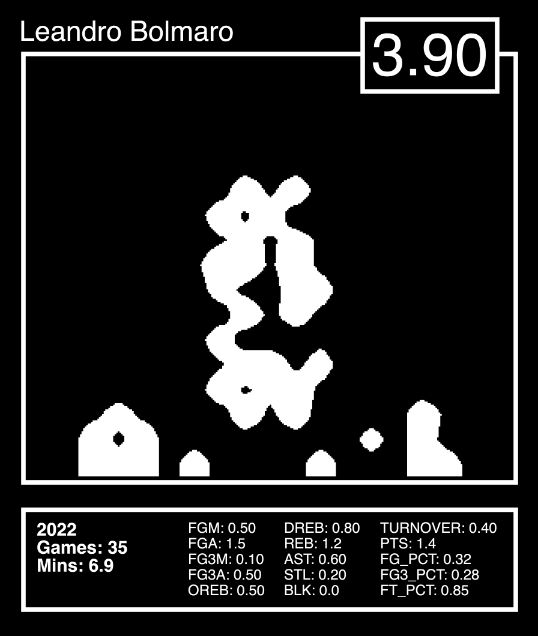 Leandro Bolmaro
3.90
2022
Games: 35
Mins: 6.9
FGM: 0.50
FGA: 1.5
FG3M: 0.10
FG3A: 0.50
OREB: 0.50
DREB: 0.80
REB: 1.2
AST: 0.60
STL: 0.20
BLK: 0.0
TURNOVER: 0.40
PTS: 1.4
FG_PCT: 0.32
FG3_PCT: 0.28
FT_PCT: 0.85